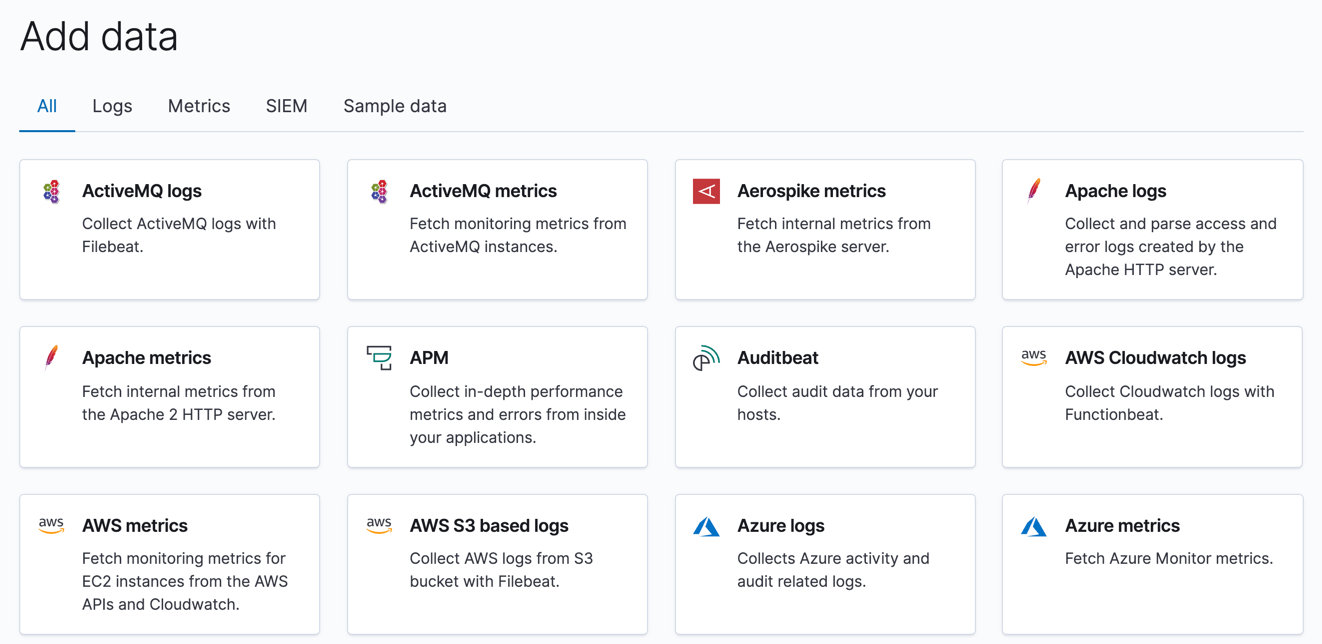 Add data
All Logs Metrics SIEM Sample data
ActiveMQ logs
Collect ActiveMQ logs with
Filebeat.
ActiveMQ metrics
Fetch monitoring metrics from
ActiveMQ instances.
Aerospike metrics
Fetch internal metrics from
the Aerospike server.
Apache logs
Collect and parse access and
error logs created by the
Apache HTTP server.
Apache metrics
Fetch internal metrics from
the Apache 2 HTTP server.
APM
Collect in-depth performance
metrics and errors from inside
your applications.
Auditbeat
Collect audit data from your
hosts.
aws
AWS Cloudwatch logs
Collect Cloudwatch logs with
Functionbeat.
aws
AWS metrics
Fetch monitoring metrics for
EC2 instances from the AWS
APIs and Cloudwatch.
aws
AWS S3 based logs
Collect AWS logs from S3
bucket with Filebeat.
Azure logs
Collects Azure activity and
audit related logs.
Azure metrics
Fetch Azure Monitor metrics.